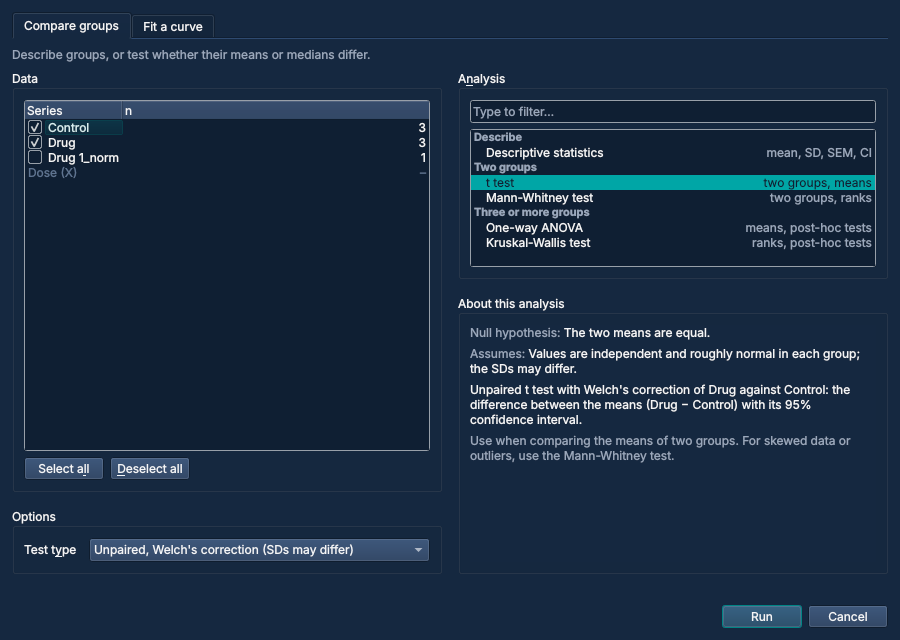 Compare groups
Fit a curve
Describe groups, or test whether their means or medians differ.
Data
Series n
Control 3
Drug 3
Drug 1_norm 1
Dose (X) –
Select all
Deselect all
Options
Test type
Unpaired, Welch's correction (SDs may differ)
Analysis
Type to filter...
Describe
Descriptive statistics mean, SD, SEM, CI
Two groups
t test two groups, means
Mann-Whitney test two groups, ranks
Three or more groups
One-way ANOVA means, post-hoc tests
Kruskal-Wallis test ranks, post-hoc tests
About this analysis
Null hypothesis: The two means are equal.
Assumes: Values are independent and roughly normal in each group;
the SDs may differ.
Unpaired t test with Welch's correction of Drug against Control: the
difference between the means (Drug − Control) with its 95%
confidence interval.
Use when comparing the means of two groups. For skewed data or
outliers, use the Mann-Whitney test.
Run
Cancel